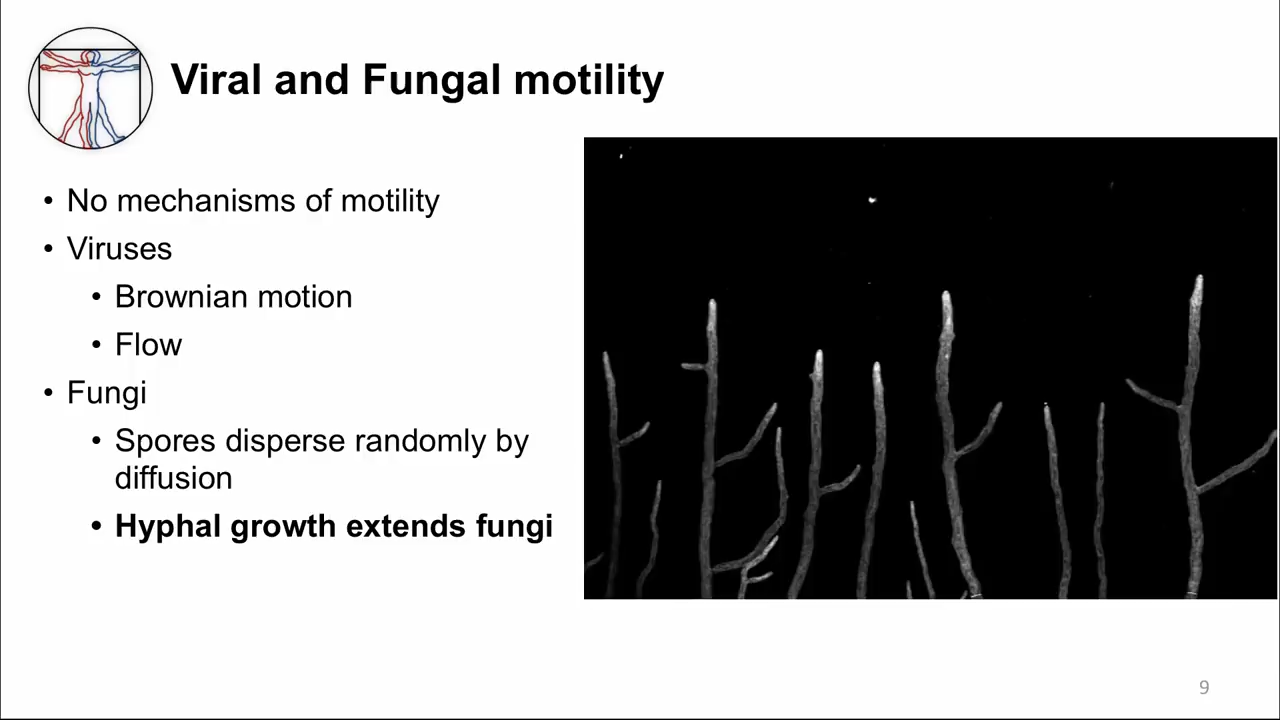 Viral and Fungal motility
• No mechanisms of motility
• Viruses
• Brownian motion
• Flow
• Fungi
• Spores disperse randomly by
diffusion
• Hyphal growth extends fungi
9